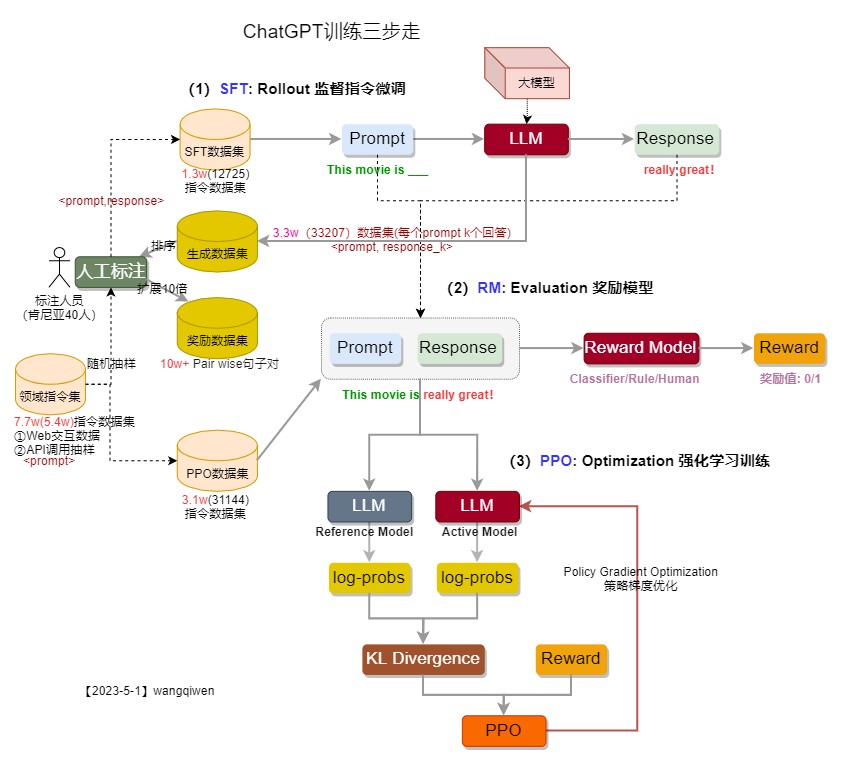 ChatGPT训练三步走
大模型
（1） SFT: Rollout 监督指令微调
SFT数据集
Prompt
LLM
Response
1.3w(12725)
指令数据集
This movie is ___
really great!
<prompt,response>
3.3w（33207）数据集(每个prompt k个回答)
<prompt, response_k>
排序
生成数据集
人工标注
扩展10倍
标注人员
（肯尼亚40人）
奖励数据集
10w+ Pair wise句子对
（2） RM: Evaluation 奖励模型
Prompt
Response
Reward Model
Reward
Classifier/Rule/Human
奖励值: 0/1
This movie is really great!
随机抽样
领域指令集
7.7w(5.4w)指令数据集
①Web交互数据
②API调用抽样
<prompt>
PPO数据集
3.1w(31144)
指令数据集
（3） PPO: Optimization 强化学习训练
LLM
LLM
Reference Model
Active Model
log-probs
log-probs
Policy Gradient Optimization
策略梯度优化
KL Divergence
Reward
PPO
【2023-5-1】wangqiwen